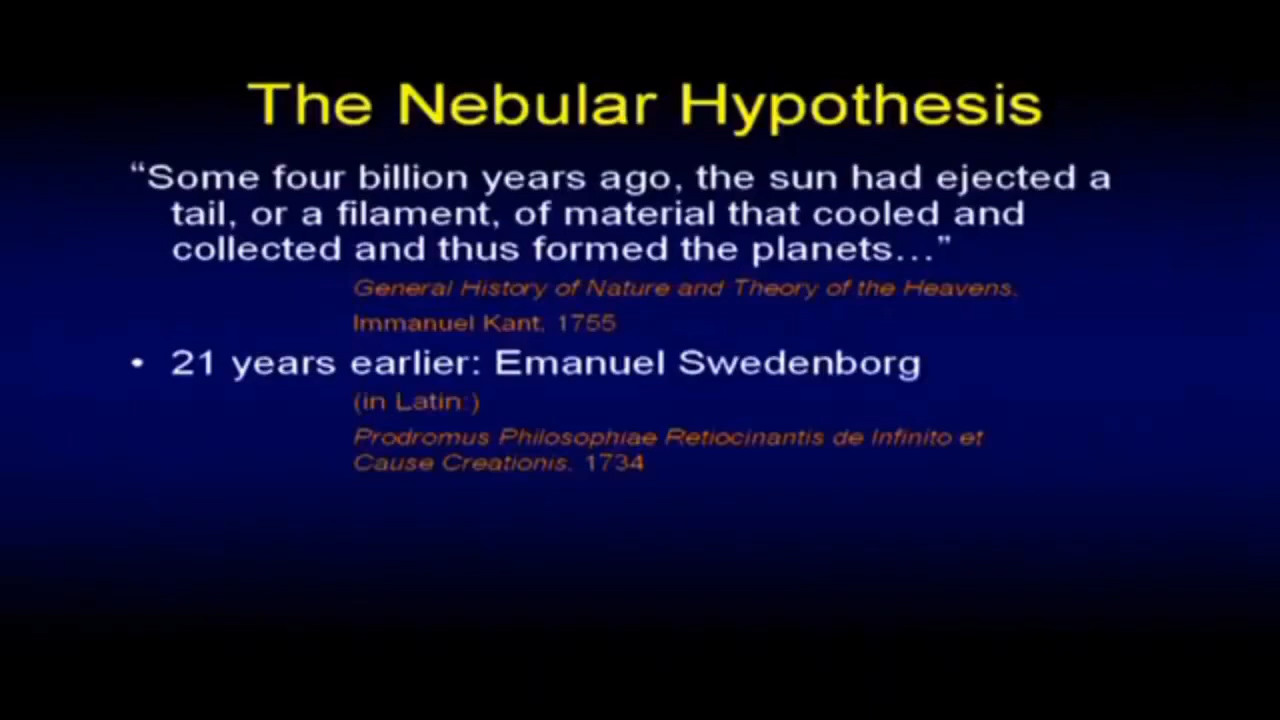 The Nebular Hypothesis
“Some four billion years ago, the sun had ejected a
tail, or a filament, of material that cooled and
collected and thus formed the planets…”
General History of Nature and Theory of the Heavens,
Immanuel Kant, 1755
• 21 years earlier: Emanuel Swedenborg
(in Latin:)
Prodromus Philosophiae Retiocinantis de Infinito et
Cause Creationis, 1734